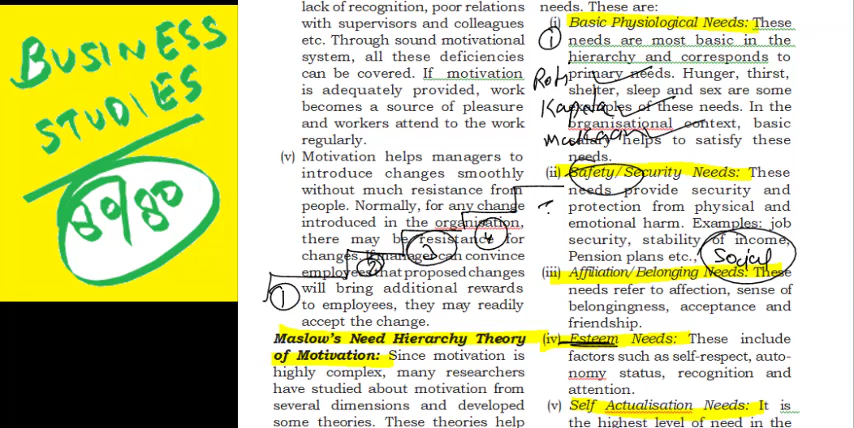 BUSINESS
STUDIES
80/80
lack of recognition, poor relations
with supervisors and colleagues
etc. Through sound motivational
system, all these deficiencies
can be covered. If motivation
is adequately provided, work
becomes a source of pleasure
and workers attend to the work
regularly.
(v) Motivation helps managers to
introduce changes smoothly
without much resistance from
people. Normally, for any change
introduced in the organisation,
there may be resistance for
changes. If manager can convince
employees that proposed changes
will bring additional rewards
to employees, they may readily
accept the change.
Maslow's Need Hierarchy Theory
of Motivation: Since motivation is
highly complex, many researchers
have studied about motivation from
several dimensions and developed
some theories. These theories help
1
3
4
needs. These are:
(i) Basic Physiological Needs: These
needs are most basic in the
hierarchy and corresponds to
primary needs. Hunger, thirst,
shelter, sleep and sex are some
examples of these needs. In the
organisational context, basic
salary helps to satisfy these
needs.
1
Roti
Kapda
Makaan
(ii) Safety/Security Needs: These
needs provide security and
protection from physical and
emotional harm. Examples: job
security, stability of income,
Pension plans etc.,
Social
(iii) Affiliation/Belonging Needs: These
needs refer to affection, sense of
belongingness, acceptance and
friendship.
(iv) Esteem Needs: These include
factors such as self-respect, auto-
nomy status, recognition and
attention.
(v) Self Actualisation Needs: It is
the highest level of need in the